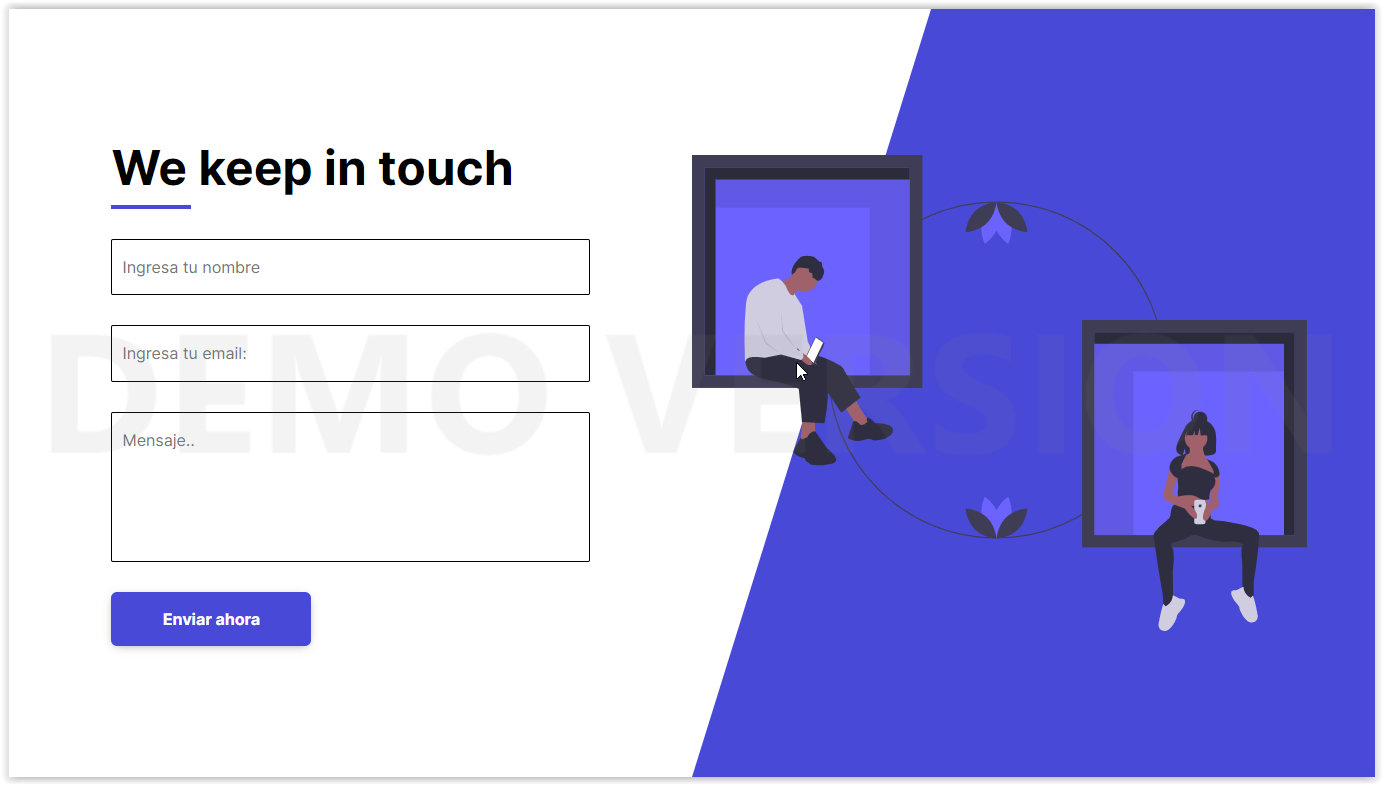 We keep in touch
Ingresa tu nombre
Ingresa tu email:
DEMO VERSION
Mensaje..
Enviar ahora